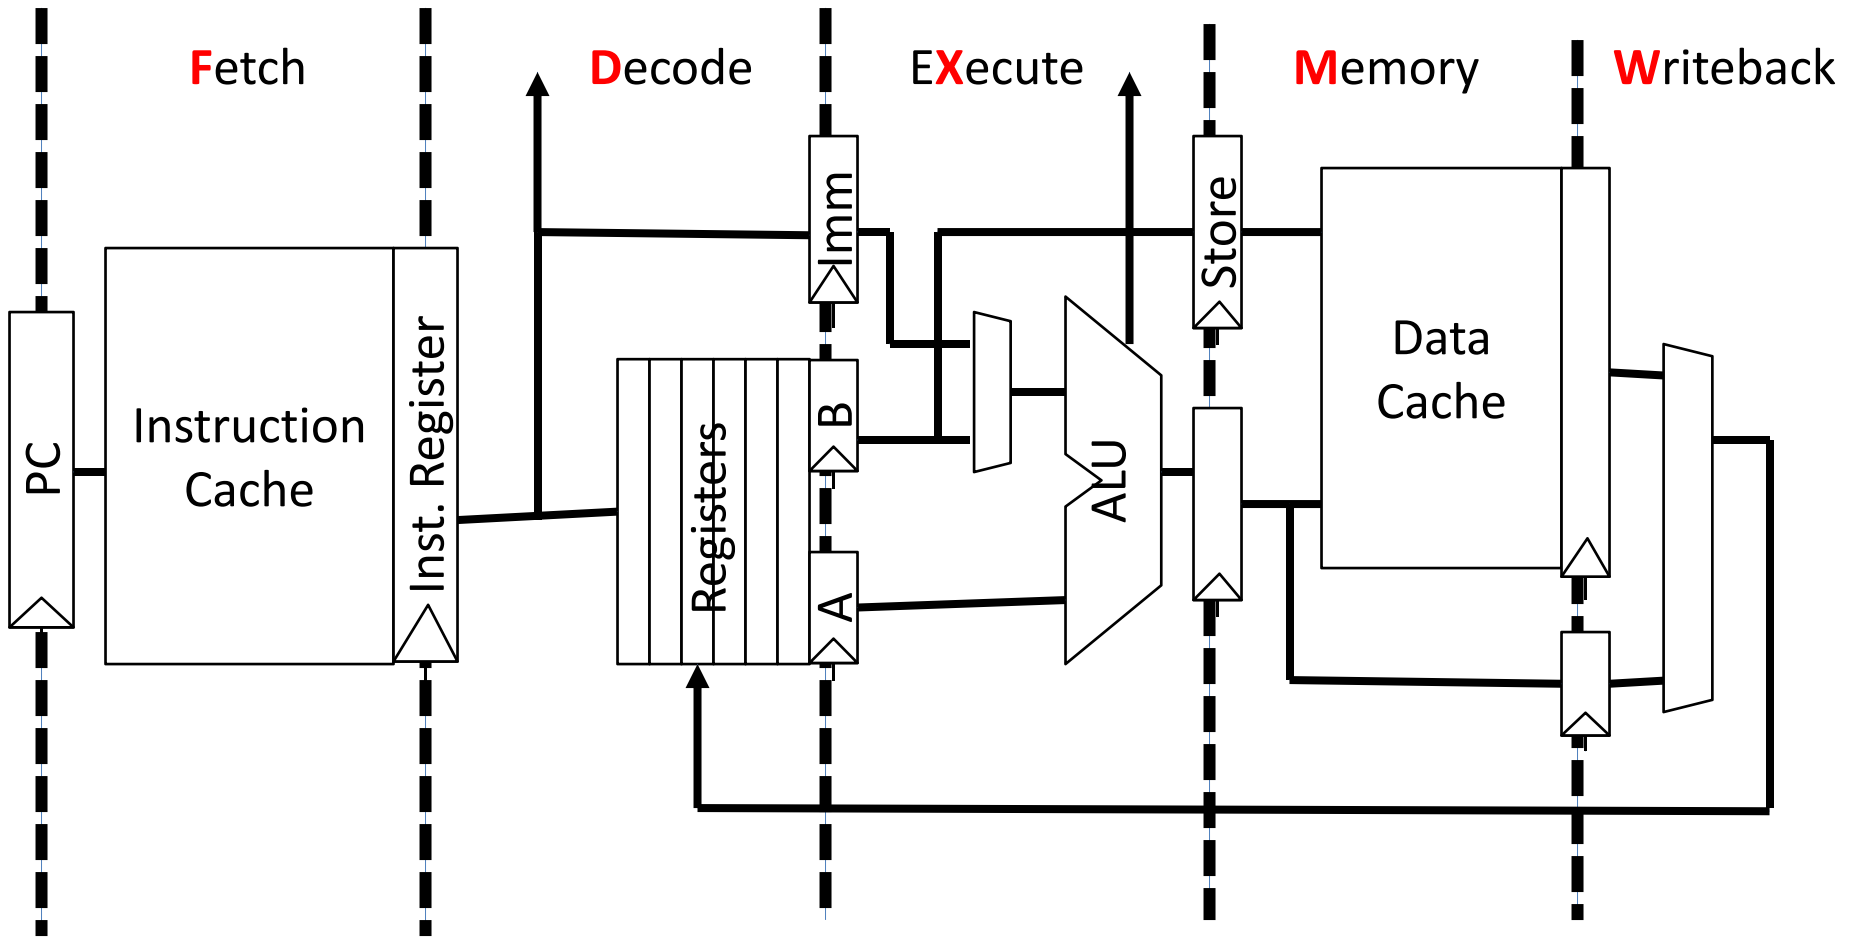 Fetch
Decode
EXecute
Memory
Writeback
PC
Instruction
Cache
Inst. Register
Registers
Imm
B
A
ALU
Store
Data
Cache